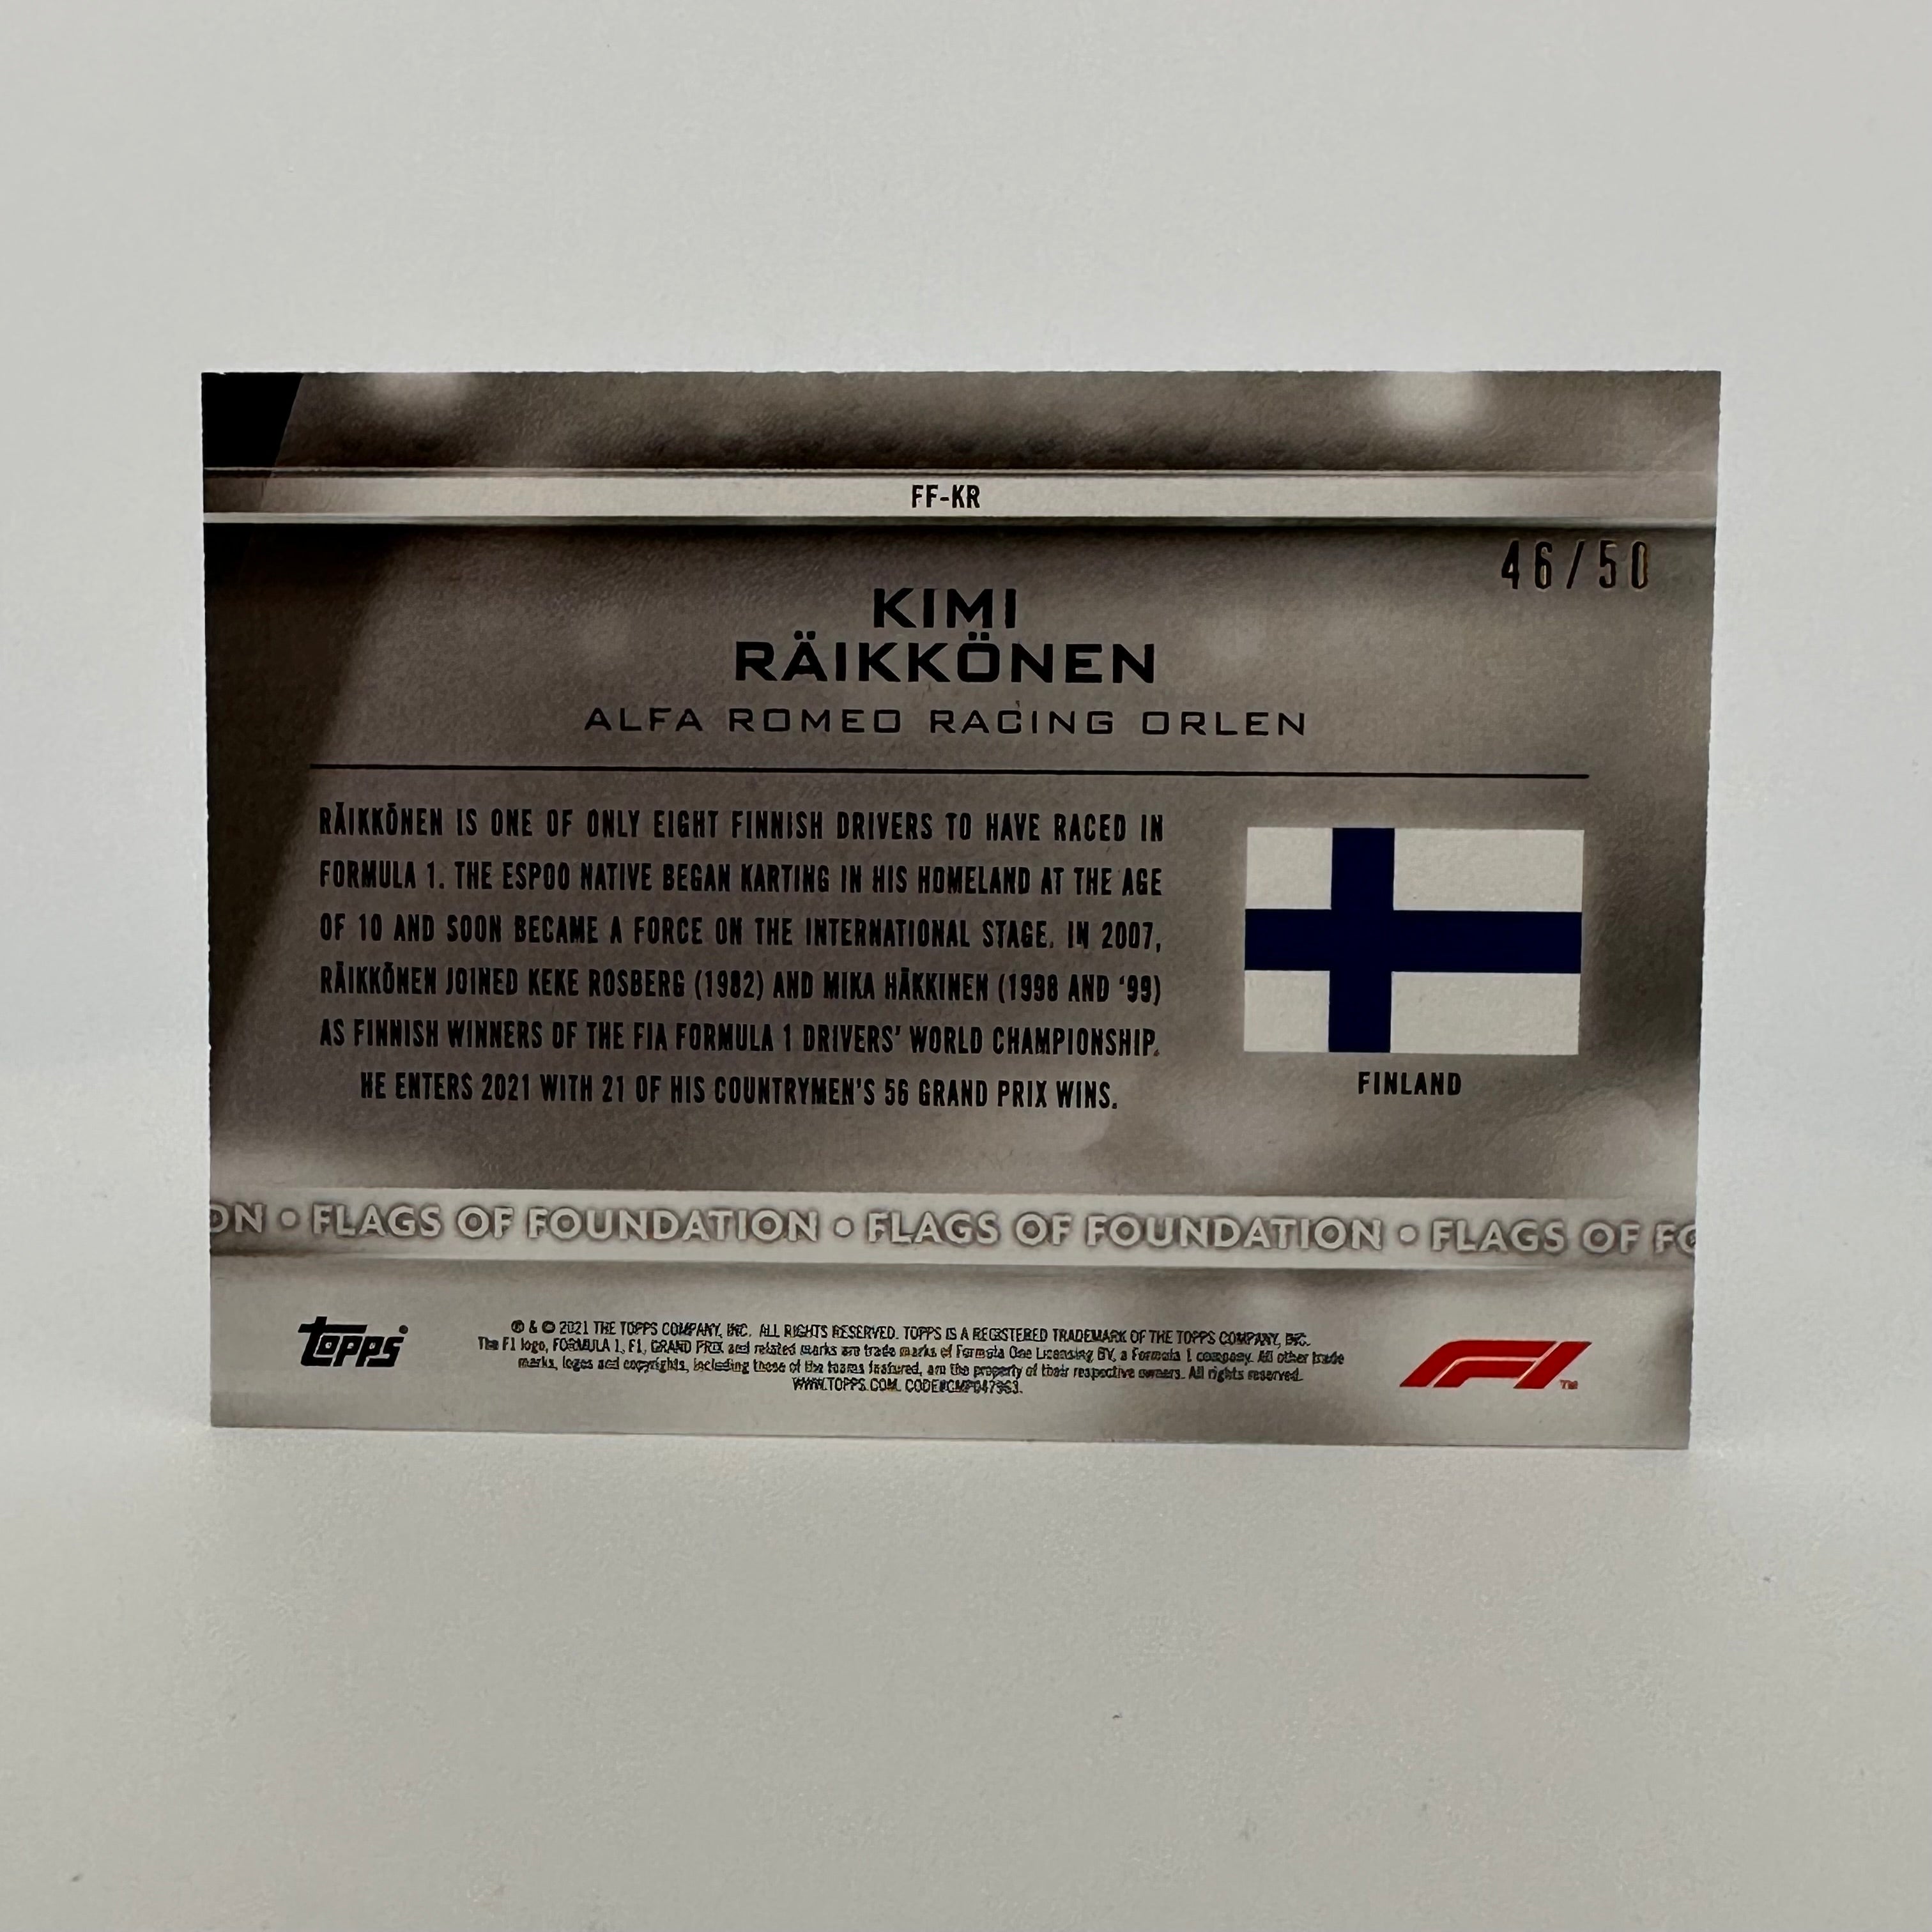 FF-KR
46/50
KIMI
RÄIKKÖNEN
ALFA ROMEO RACING ORLEN
RÄIKKÖNEN IS ONE OF ONLY EIGHT FINNISH DRIVERS TO HAVE RACED IN
FORMULA 1. THE ESPOO NATIVE BEGAN KARTING IN HIS HOMELAND AT THE AGE
OF 10 AND SOON BECAME A FORCE ON THE INTERNATIONAL STAGE. IN 2007,
RÄIKKÖNEN JOINED KEKE ROSBERG (1982) AND MIKA HÄKKINEN (1998 AND '99)
AS FINNISH WINNERS OF THE FIA FORMULA 1 DRIVERS' WORLD CHAMPIONSHIP.
HE ENTERS 2021 WITH 21 OF HIS COUNTRYMEN'S 56 GRAND PRIX WINS.
FINLAND
ON • FLAGS OF FOUNDATION • FLAGS OF FOUNDATION • FLAGS OF FO
topps®
® & © 2021 THE TOPPS COMPANY, INC. ALL RIGHTS RESERVED. TOPPS IS A REGISTERED TRADEMARK OF THE TOPPS COMPANY, INC.
The F1 logo, FORMULA 1, F1, GRAND PRIX and related marks are trade marks of Formula One Licensing BV, a Formula 1 company. All other trade
marks, logos and copyrights, including those of the teams featured, are the property of their respective owners. All rights reserved.
WWW.TOPPS.COM. CODE#CMP047963.
F1™